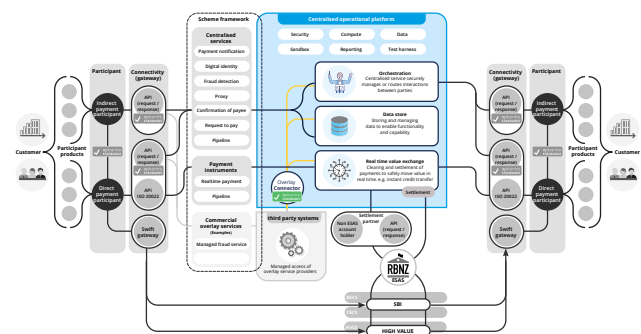 Scheme framework
Centralised operational platform
Centralised
services
Payment notification
Digital identity
Fraud detection
Proxy
Confirmation of payee
Request to pay
Pipeline
Payment
instruments
Realtime payment
Pipeline
Commercial
overlay services
(Examples)
Managed fraud service
Security
Compute
Data
Sandbox
Reporting
Test harness
Orchestration
Centralised service securely
manages or routes interactions
between parties
Data store
Storing and managing
data to enable functionality
and capability
Real time value exchange
Clearing and settlement of
payments to safely move value in
real time. e.g. instant credit transfer
Settlement
Overlay
Connector
third party systems
Managed access of
overlay service providers
Settlement
partner
Non ESAS
account
holder
API
(request /
response)
RBNZ
ESAS
SBI
HIGH VALUE
Customer
Participant
products
Participant
Indirect
payment
participant
Direct
payment
participant
Connectivity
(gateway)
API
(request /
response)
API
(request /
response)
API
ISO 20022
Swift
gateway
Connectivity
(gateway)
API
(request /
response)
API
(request /
response)
API
ISO 20022
Swift
gateway
Participant
Indirect
payment
participant
Direct
payment
participant
Participant
products
Customer